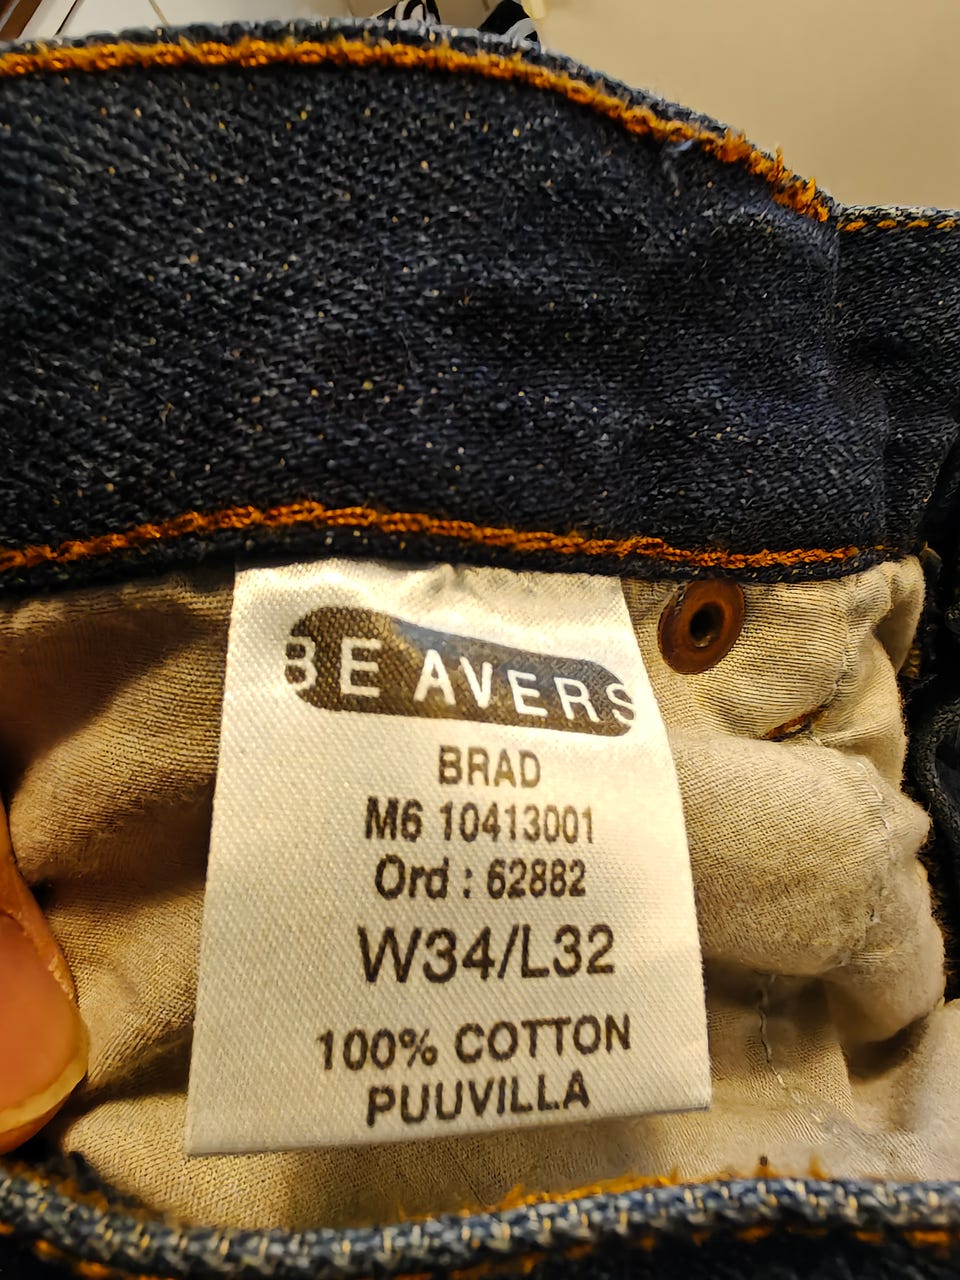 BEAVERS
BRAD
M6 10413001
Ord : 62882
W34/L32
100% COTTON
PUUVILLA